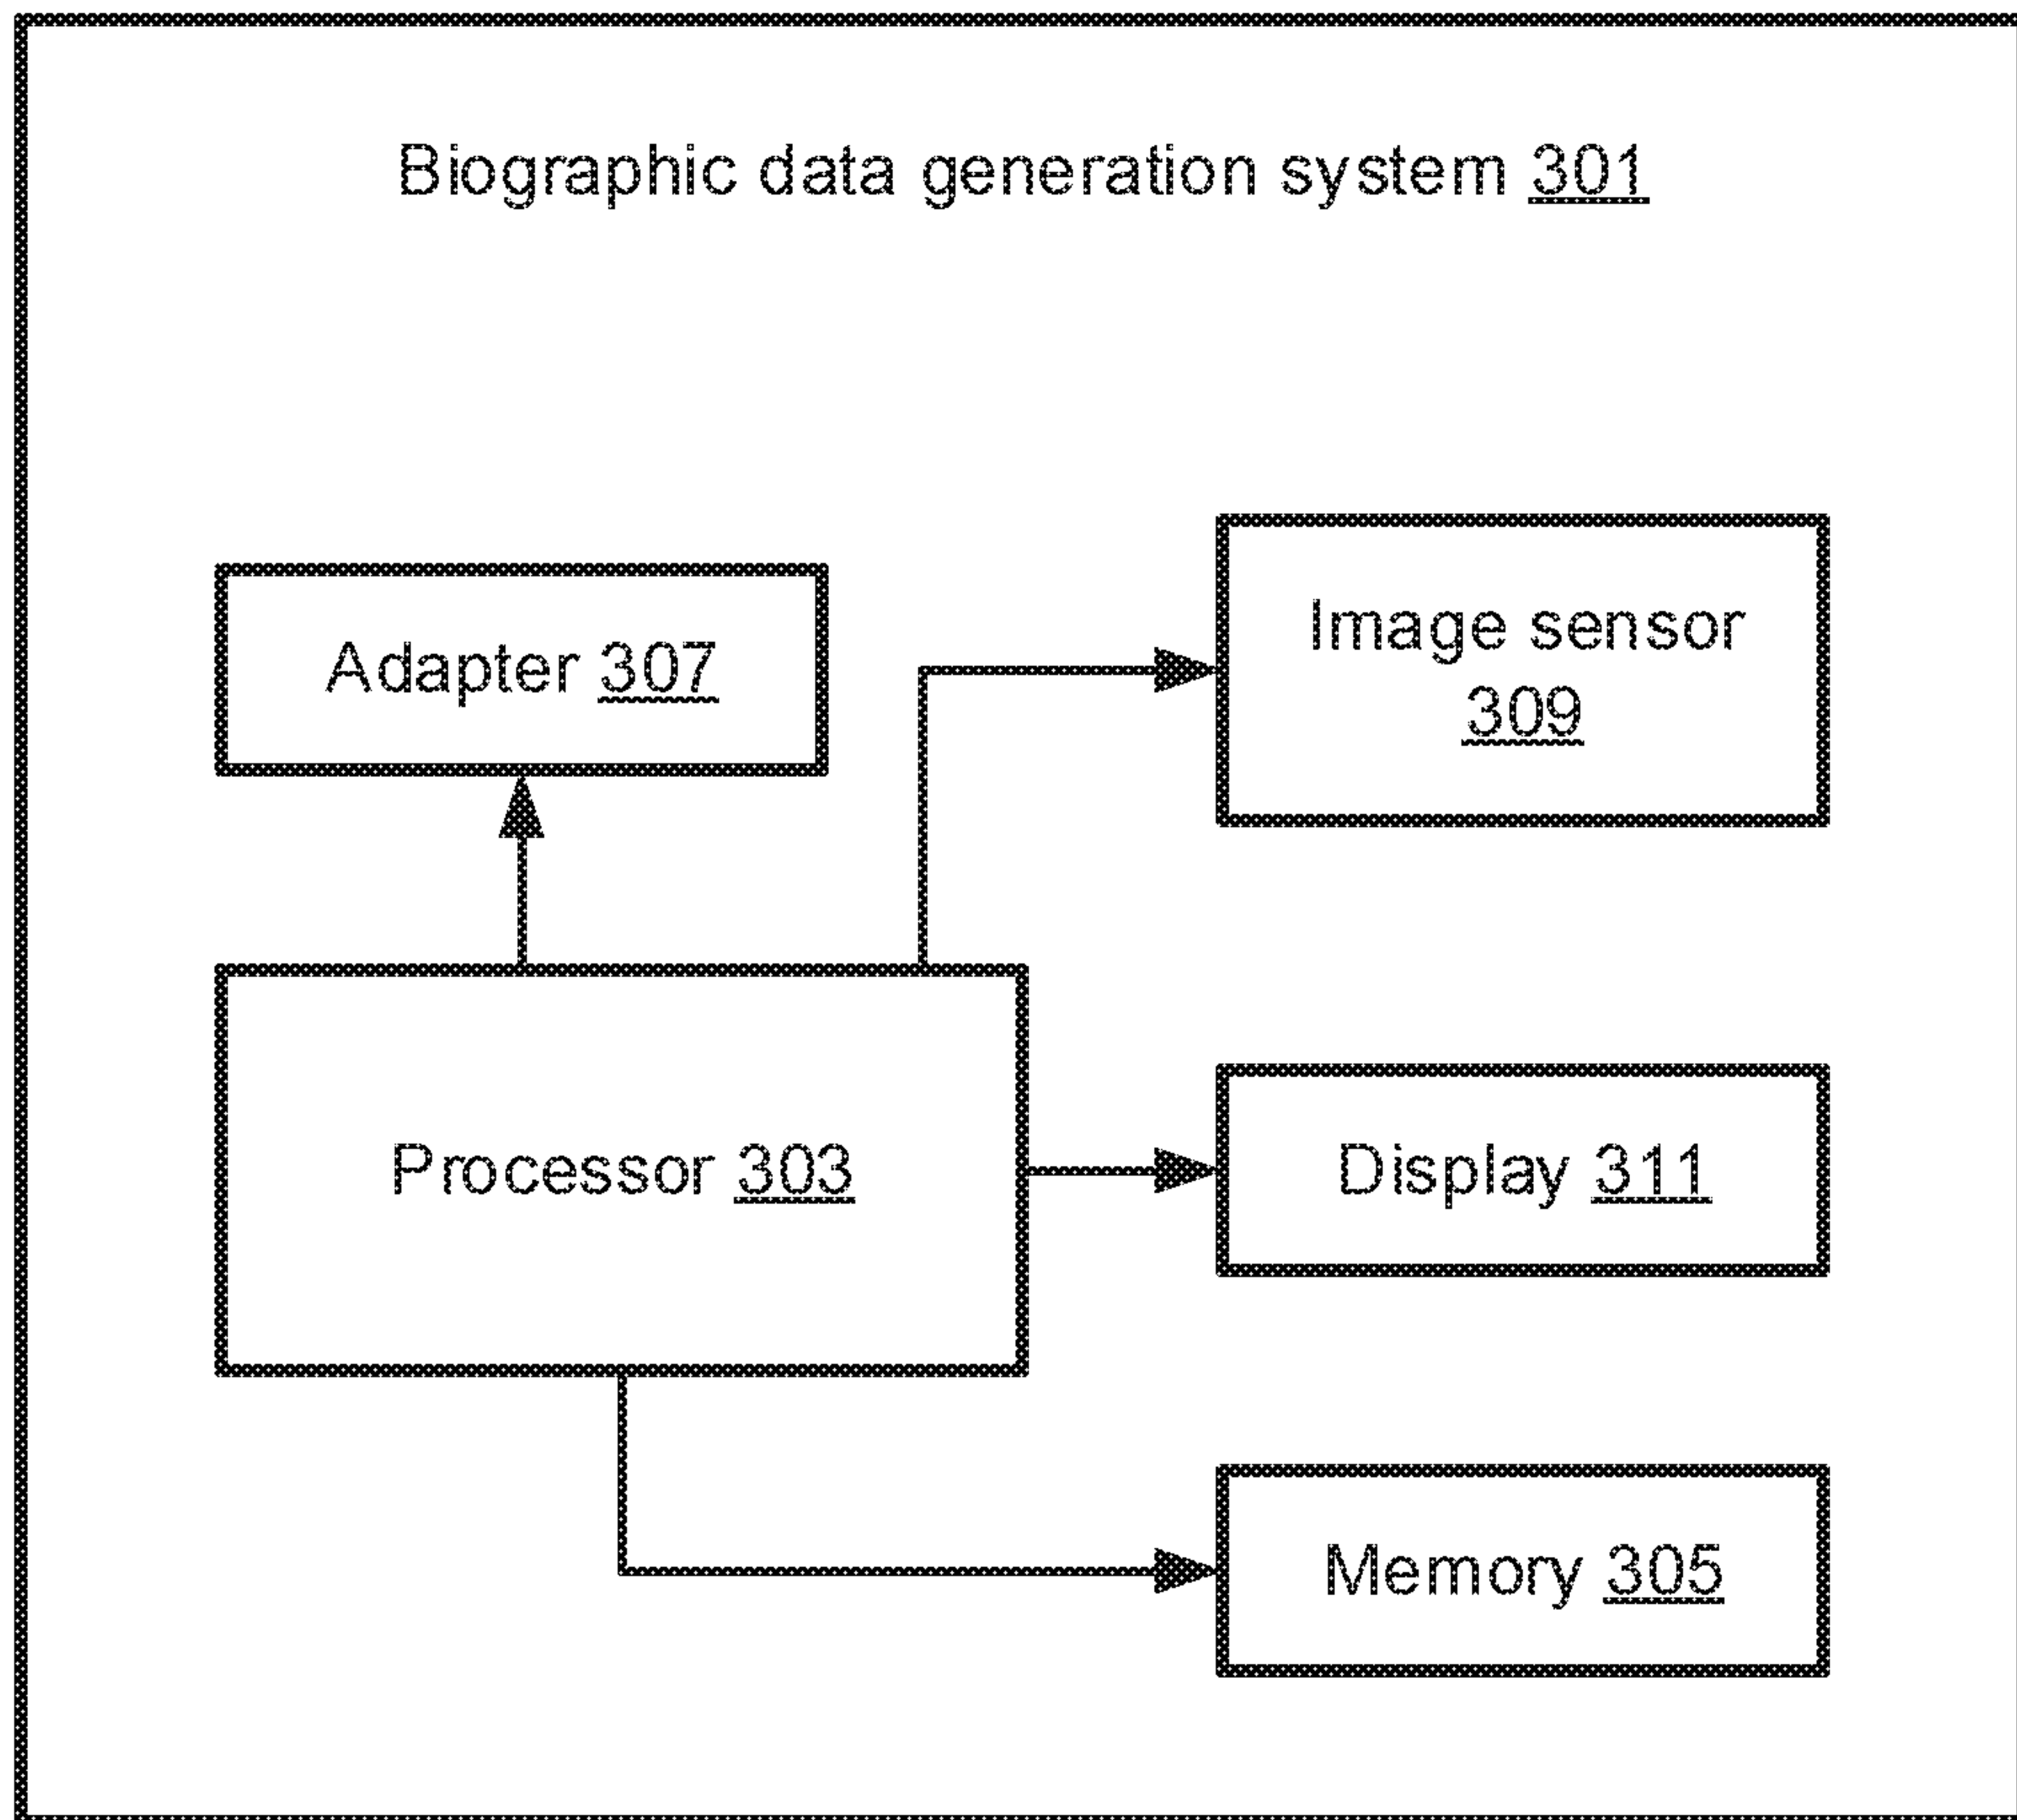 Biographic data generation system 301
Adapter 307
Image sensor
309
Processor 303
Display 311
Memory 305